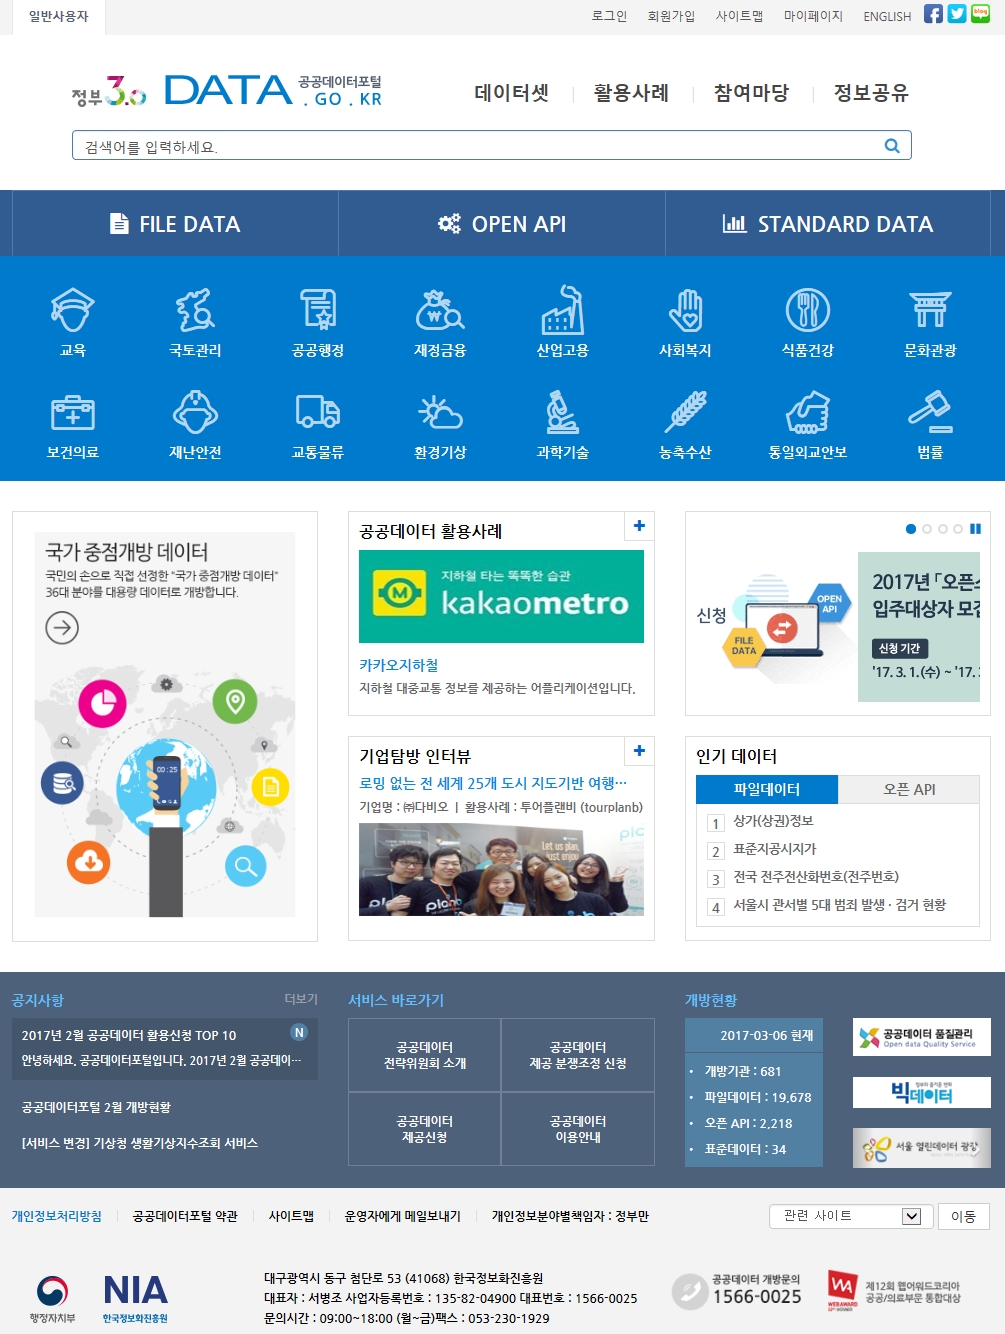 일반사용자
로그인 회원가입 사이트맵 마이페이지 ENGLISH
정부3.0 DATA 공공데이터포털
. GO . KR
데이터셋 활용사례 참여마당 정보공유
검색어를 입력하세요.
FILE DATA OPEN API STANDARD DATA
교육 국토관리 공공행정 재정금융 산업고용 사회복지 식품건강 문화관광
보건의료 재난안전 교통물류 환경기상 과학기술 농축수산 통일외교안보 법률
국가 중점개방 데이터
국민의 손으로 직접 선정한 "국가 중점개방 데이터"
36대 분야를 대용량 데이터로 개방합니다.
00:25
공공데이터 활용사례
지하철 타는 똑똑한 습관
kakaometro
카카오지하철
지하철 대중교통 정보를 제공하는 어플리케이션입니다.
신청
OPEN
API
FILE
DATA
2017년 「오픈스
입주대상자 모집
신청 기간
'17. 3. 1.(수) ~ '17. 3
기업탐방 인터뷰
로밍 없는 전 세계 25개 도시 지도기반 여행…
기업명 : ㈜타비오 ㅣ 활용사례 : 투어플랜비 (tourplanb)
Let us plan,
just enjoy
인기 데이터
파일데이터 오픈 API
1 상가(상권)정보
2 표준지공시지가
3 전국 전주전산화번호(전주번호)
4 서울시 관서별 5대 범죄 발생 · 검거 현황
공지사항 더보기
2017년 2월 공공데이터 활용신청 TOP 10 N
안녕하세요, 공공데이터포털입니다. 2017년 2월 공공데이…
공공데이터포털 2월 개방현황
[서비스 변경] 기상청 생활기상지수조회 서비스
서비스 바로가기
공공데이터
전략위원회 소개
공공데이터
제공 분쟁조정 신청
공공데이터
제공신청
공공데이터
이용안내
개방현황
2017-03-06 현재
• 개방기관 : 681
• 파일데이터 : 19,678
• 오픈 API : 2,218
• 표준데이터 : 34
공공데이터 품질관리
Open data Quality Service
빅데이터
서울 열린데이터 광장
개인정보처리방침 공공데이터포털 약관 사이트맵 운영자에게 메일보내기 개인정보분야별책임자 : 정부만
관련 사이트 이동
행정자치부
NIA
한국정보화진흥원
대구광역시 동구 첨단로 53 (41068) 한국정보화진흥원
대표자 : 서병조 사업자등록번호 : 135-82-04900 대표번호 : 1566-0025
문의시간 : 09:00~18:00 (월~금)팩스 : 053-230-1929
공공데이터 개방문의
1566-0025
WA
WEB AWARD
제12회 웹어워드코리아
공공/의료부문 통합대상